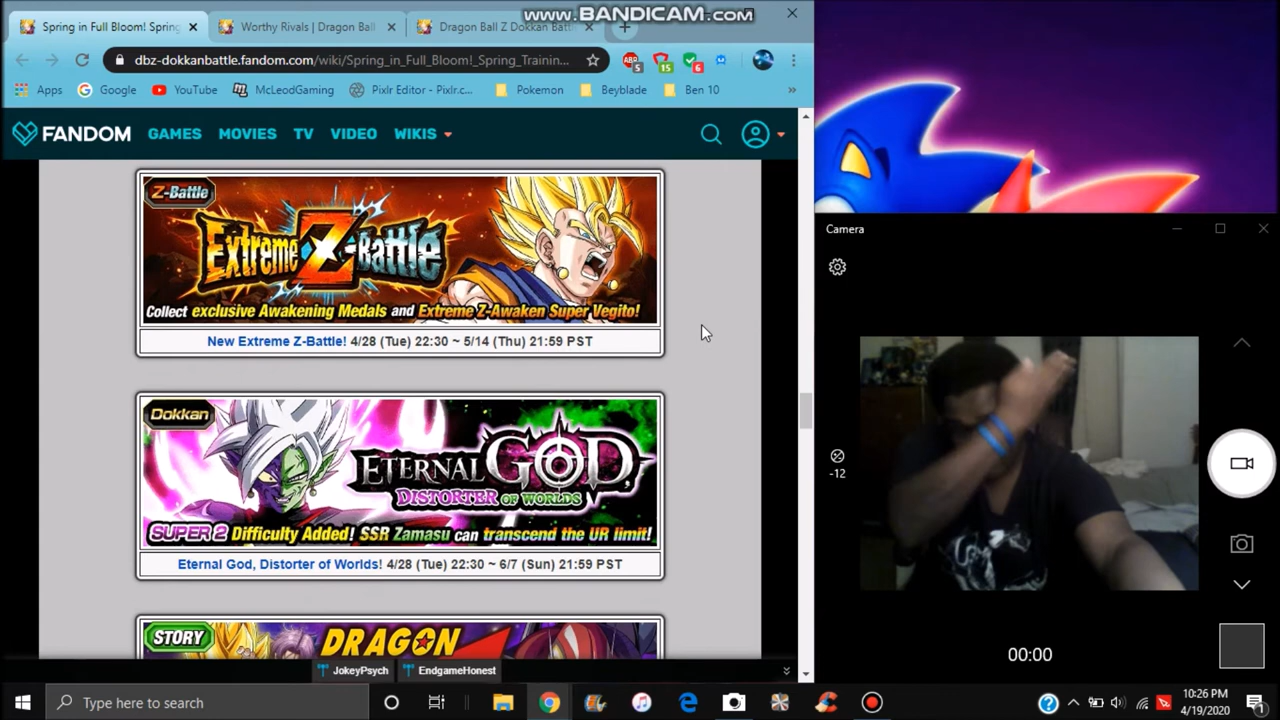 www.BANDICAM.com
Spring in Full Bloom! Spring
Worthy Rivals | Dragon Ball
Dragon Ball Z Dokkan Battl
dbz-dokkanbattle.fandom.com/wiki/Spring_in_Full_Bloom!_Spring_Trainin...
ABP
5
15
6
Apps
Google
YouTube
McLeodGaming
Pixlr Editor - Pixlr.c...
Pokemon
Beyblade
Ben 10
FANDOM
GAMES
MOVIES
TV
VIDEO
WIKIS
Z-Battle
Extreme Z-Battle
Collect exclusive Awakening Medals and Extreme Z-Awaken Super Vegito!
New Extreme Z-Battle! 4/28 (Tue) 22:30 ~ 5/14 (Thu) 21:59 PST
Dokkan
ETERNAL GOD,
DISTORTER OF WORLDS
SUPER 2 Difficulty Added! SSR Zamasu can transcend the UR limit!
Eternal God, Distorter of Worlds! 4/28 (Tue) 22:30 ~ 6/7 (Sun) 21:59 PST
STORY
DRAGON
JokeyPsych
EndgameHonest
Camera
-12
00:00
Type here to search
10:26 PM
4/19/2020
1